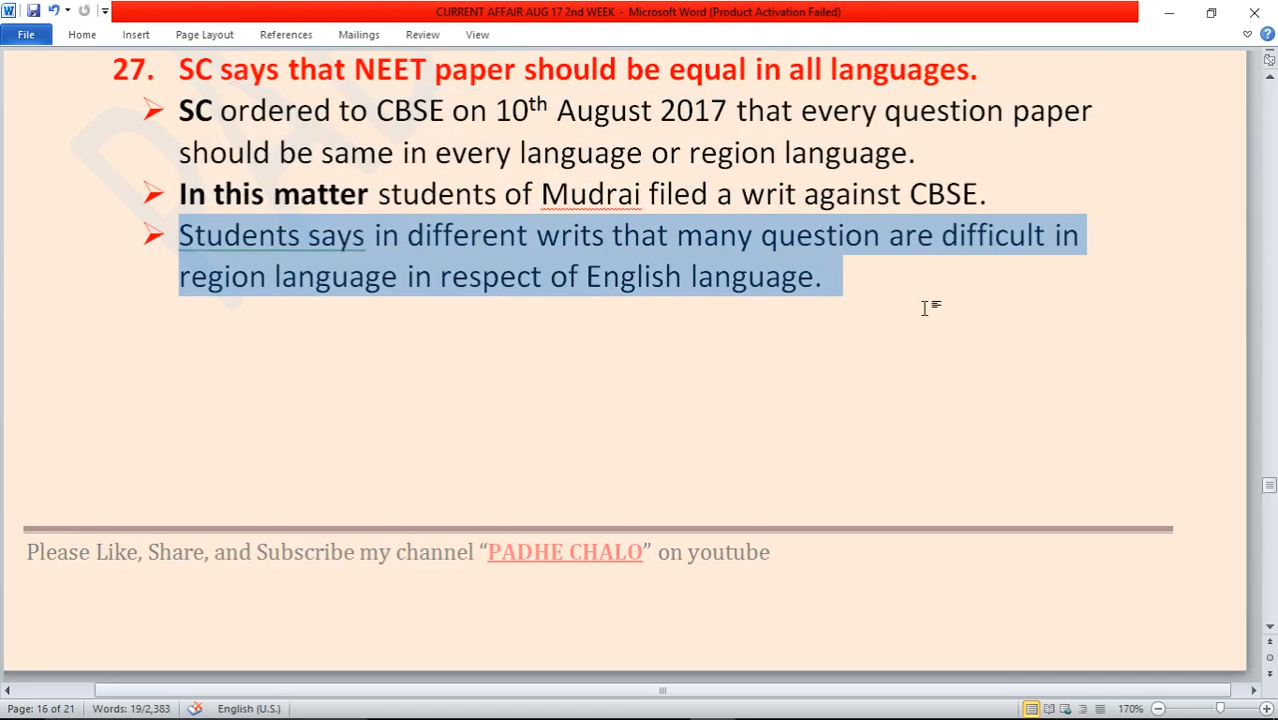 CURRENT AFFAIR AUG 17 2nd WEEK - Microsoft Word (Product Activation Failed)
File Home Insert Page Layout References Mailings Review View
27. SC says that NEET paper should be equal in all languages.
SC ordered to CBSE on 10th August 2017 that every question paper
should be same in every language or region language.
In this matter students of Mudrai filed a writ against CBSE.
Students says in different writs that many question are difficult in
region language in respect of English language.
Please Like, Share, and Subscribe my channel “PADHE CHALO” on youtube
Page: 16 of 21 Words: 19/2,383 English (U.S.) 170%